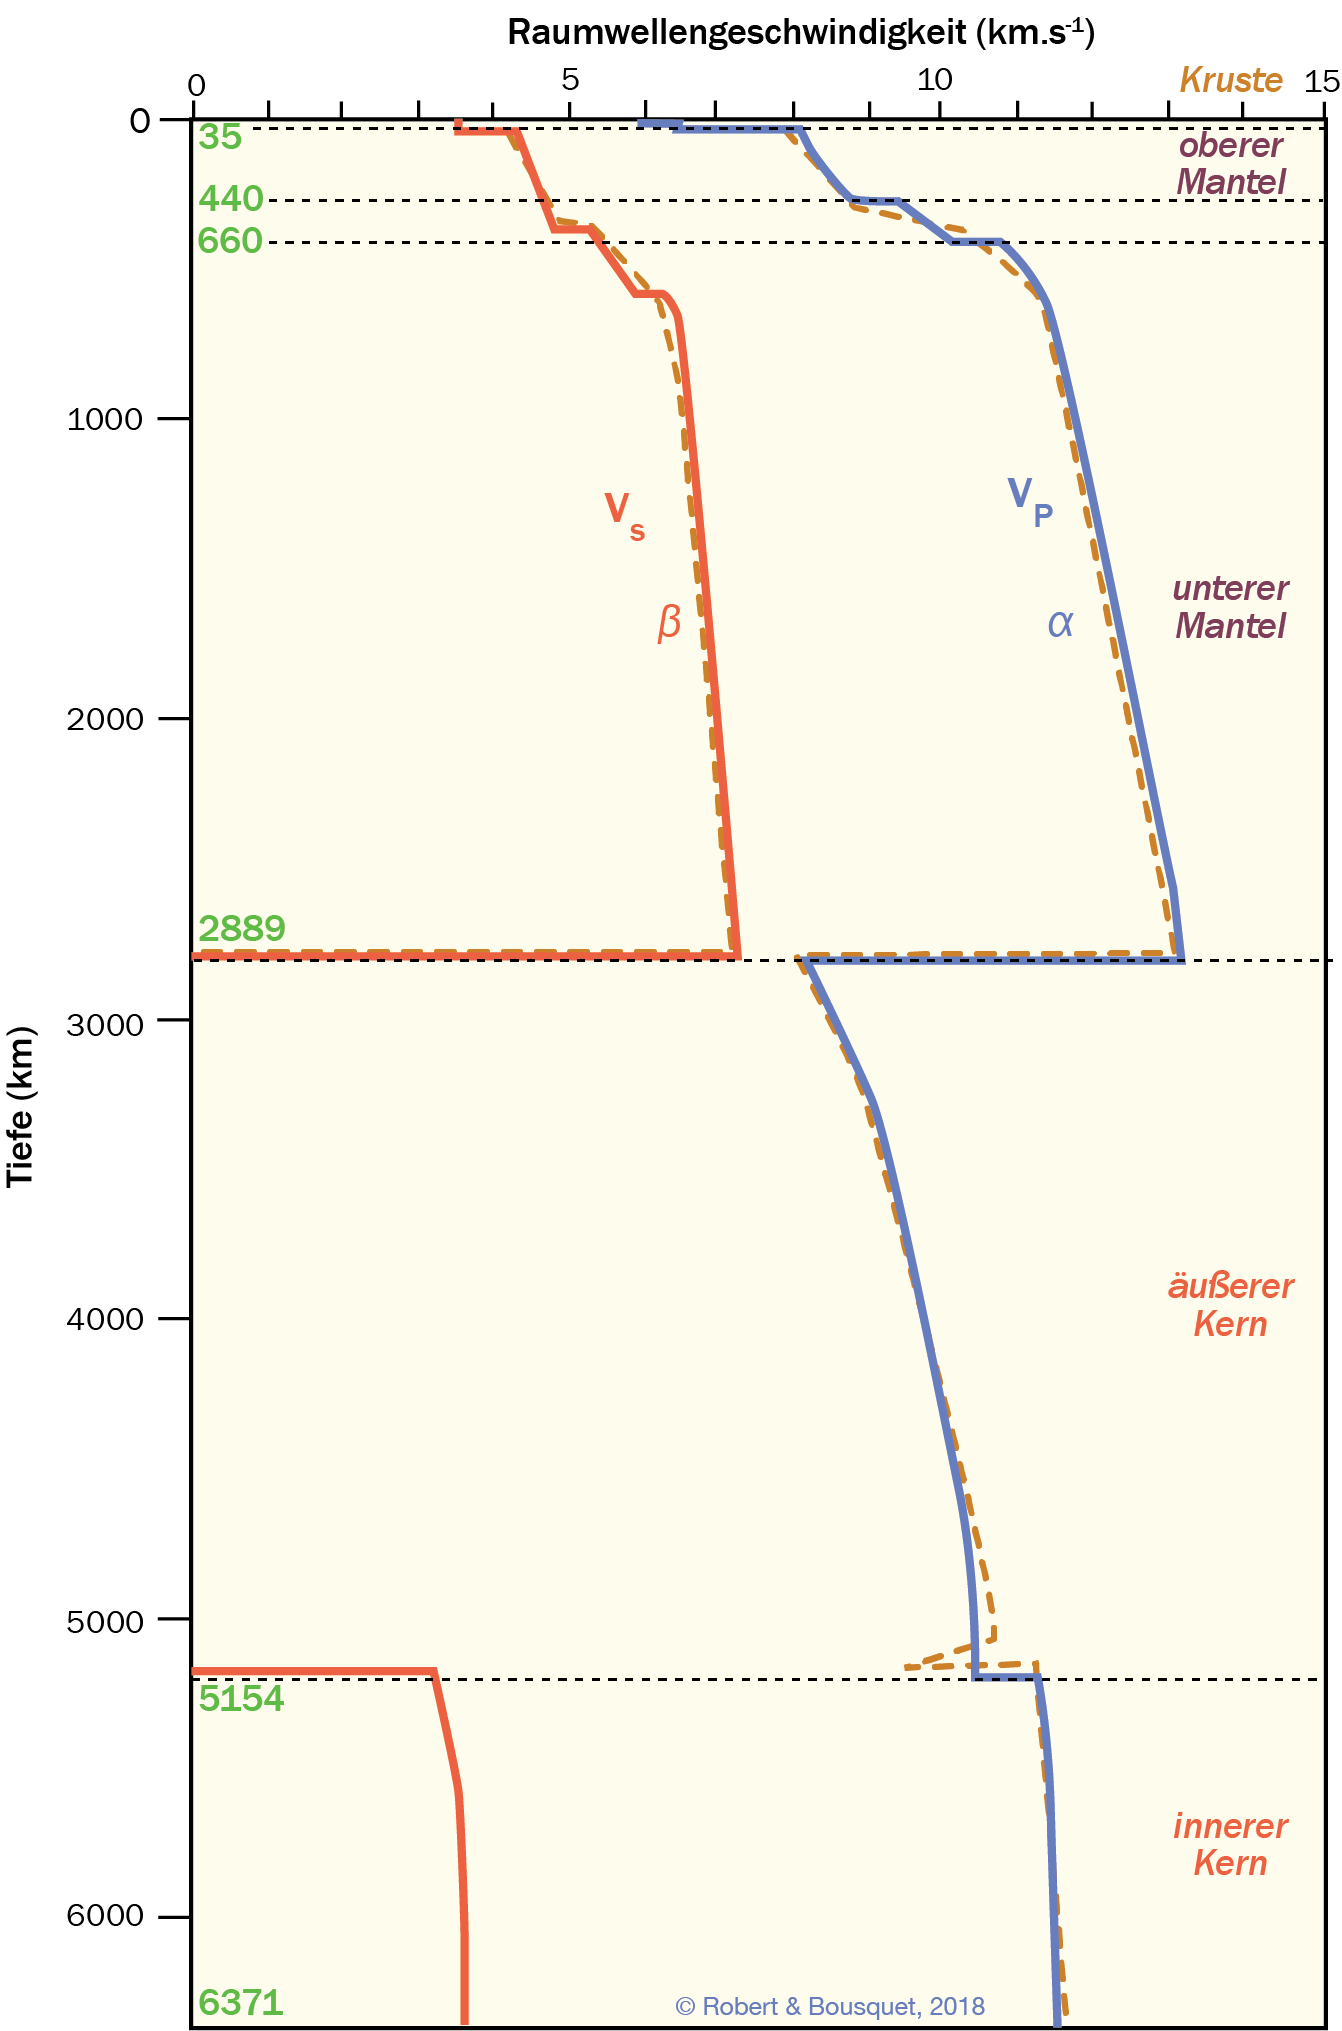 Raumwellengeschwindigkeit (km.s-1)
0 5 10 Kruste 15
0
35
oberer
Mantel
440
660
1000
Vs
VP
β
α
unterer
Mantel
2000
2889
3000
Tiefe (km)
äußerer
Kern
4000
5000
5154
innerer
Kern
6000
6371
© Robert & Bousquet, 2018